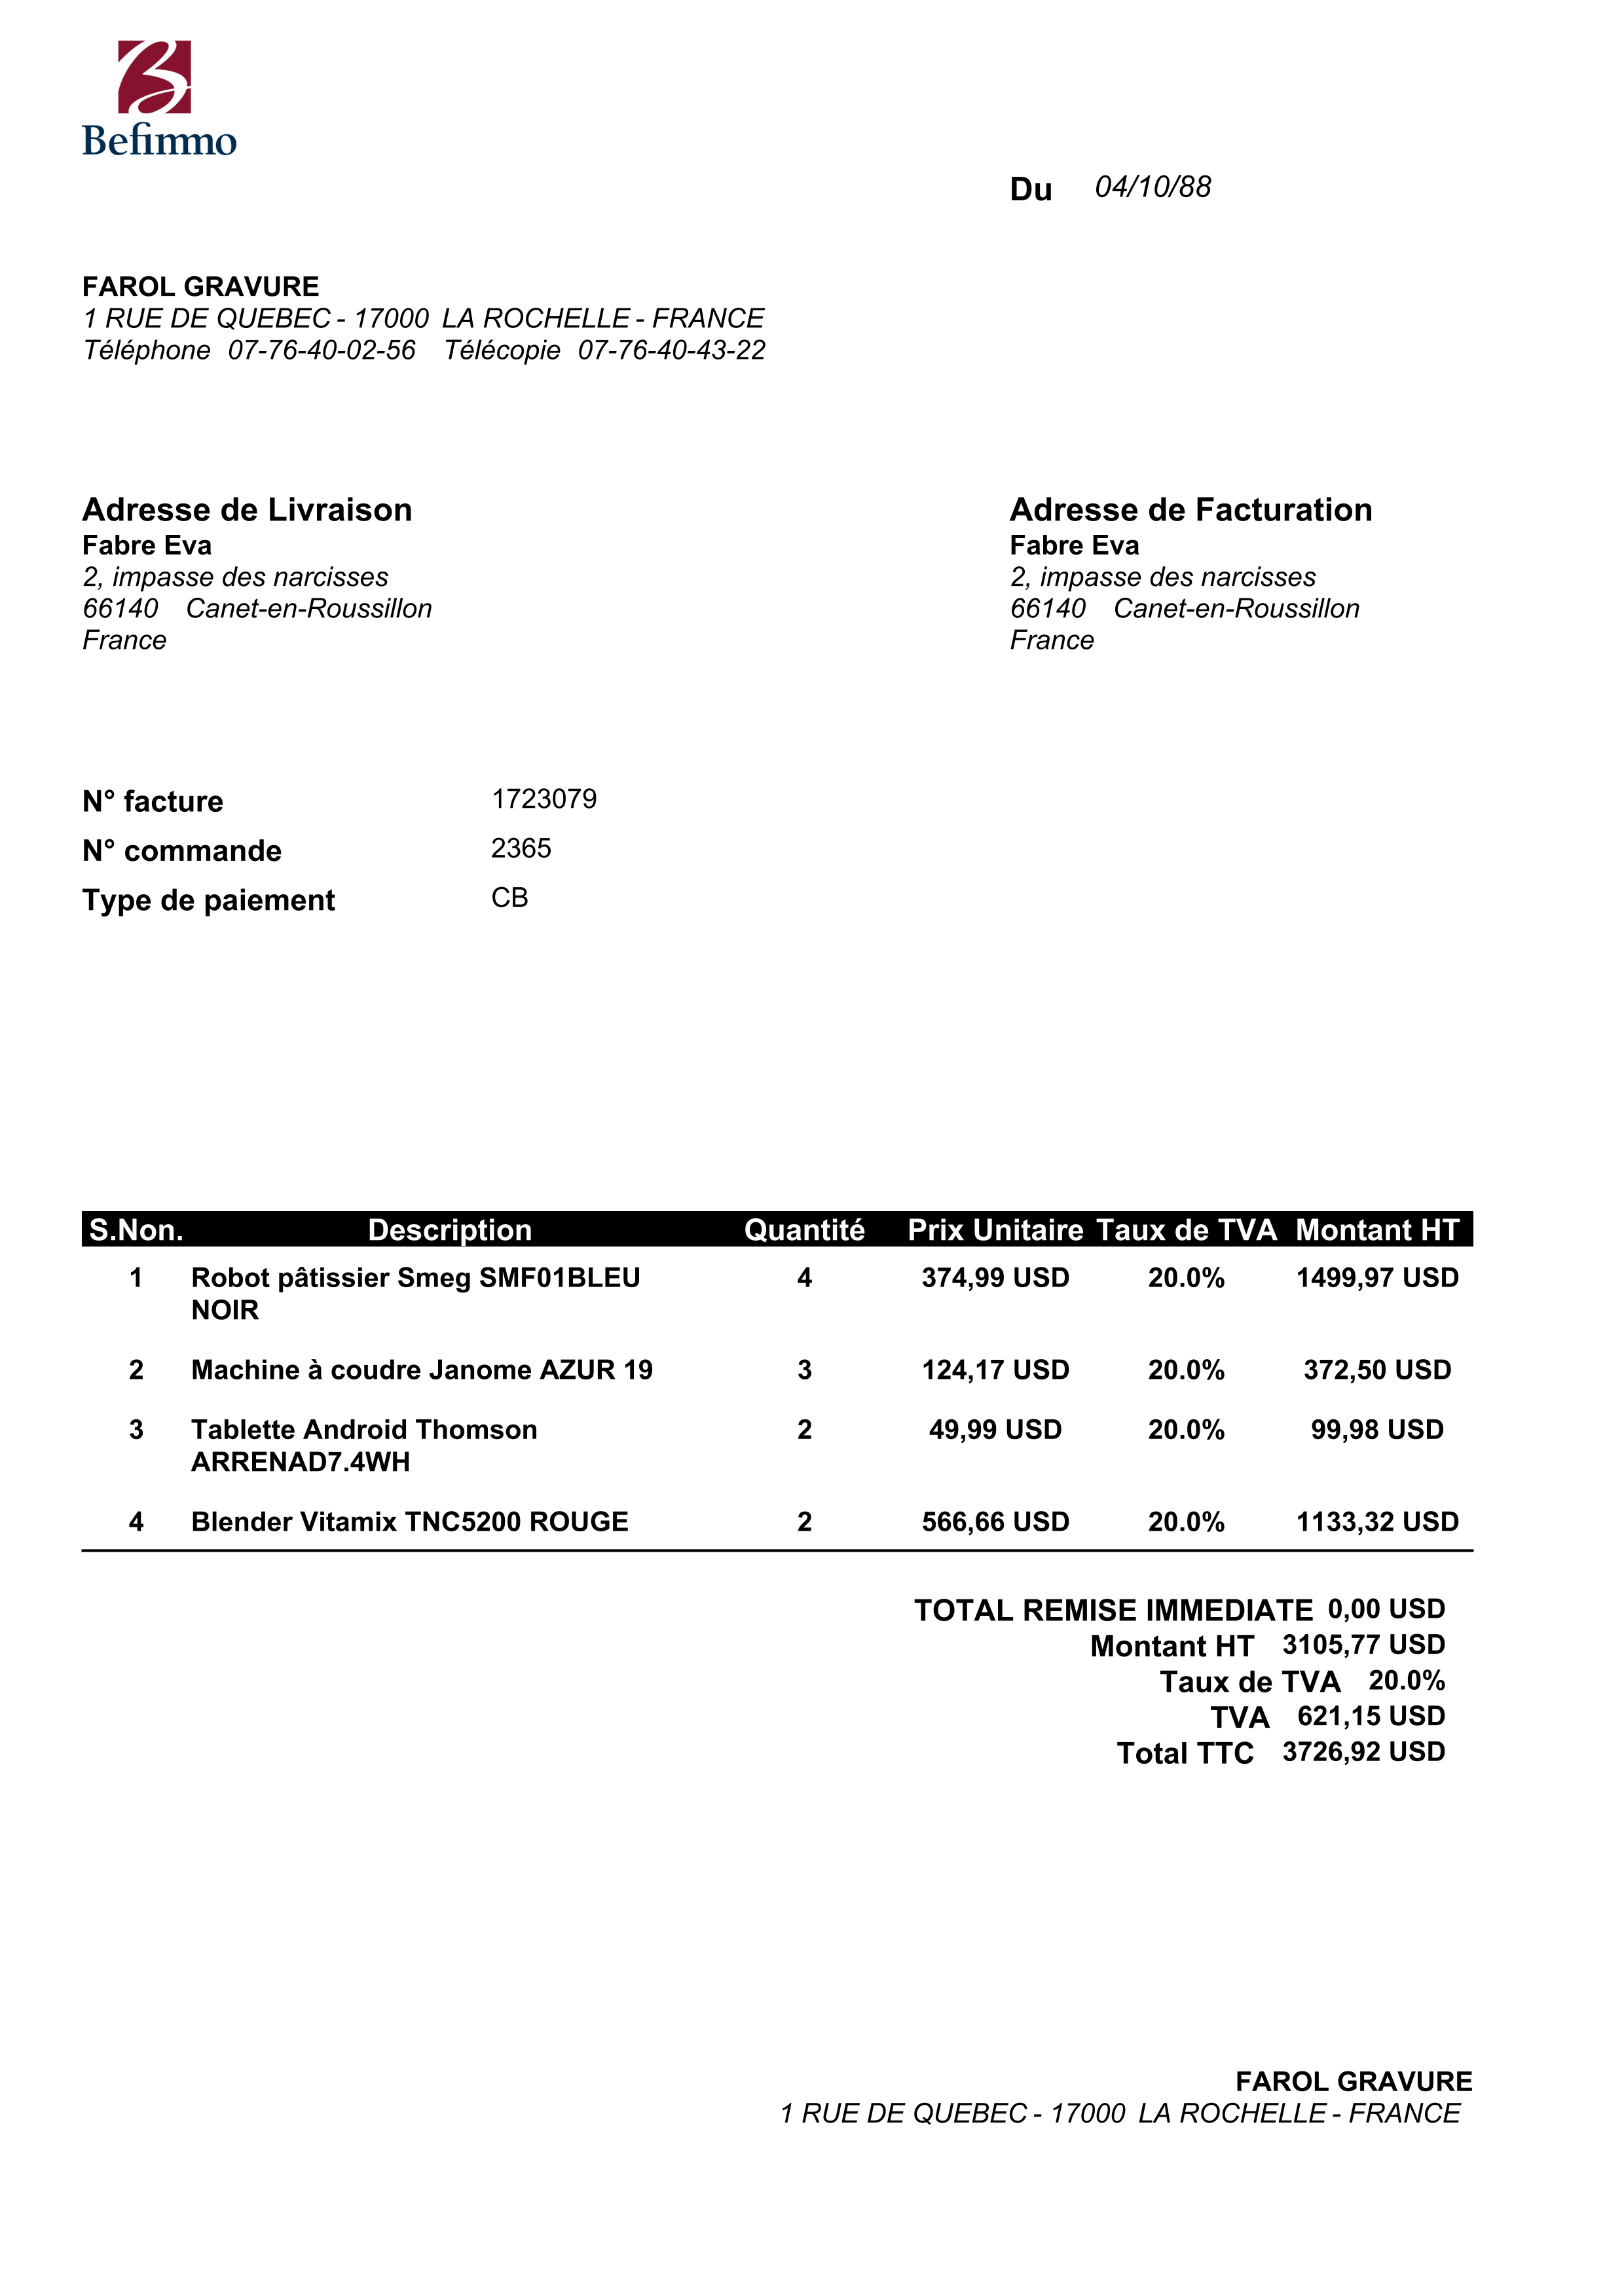 Befimmo
Du 04/10/88
FAROL GRAVURE
1 RUE DE QUEBEC - 17000 LA ROCHELLE - FRANCE
Téléphone 07-76-40-02-56 Télécopie 07-76-40-43-22
Adresse de Livraison
Fabre Eva
2, impasse des narcisses
66140 Canet-en-Roussillon
France
Adresse de Facturation
Fabre Eva
2, impasse des narcisses
66140 Canet-en-Roussillon
France
N° facture 1723079
N° commande 2365
Type de paiement CB
S.Non. Description Quantité Prix Unitaire Taux de TVA Montant HT
1 Robot pâtissier Smeg SMF01BLEU 4 374,99 USD 20.0% 1499,97 USD
NOIR
2 Machine à coudre Janome AZUR 19 3 124,17 USD 20.0% 372,50 USD
3 Tablette Android Thomson 2 49,99 USD 20.0% 99,98 USD
ARRENAD7.4WH
4 Blender Vitamix TNC5200 ROUGE 2 566,66 USD 20.0% 1133,32 USD
TOTAL REMISE IMMEDIATE 0,00 USD
Montant HT 3105,77 USD
Taux de TVA 20.0%
TVA 621,15 USD
Total TTC 3726,92 USD
FAROL GRAVURE
1 RUE DE QUEBEC - 17000 LA ROCHELLE - FRANCE